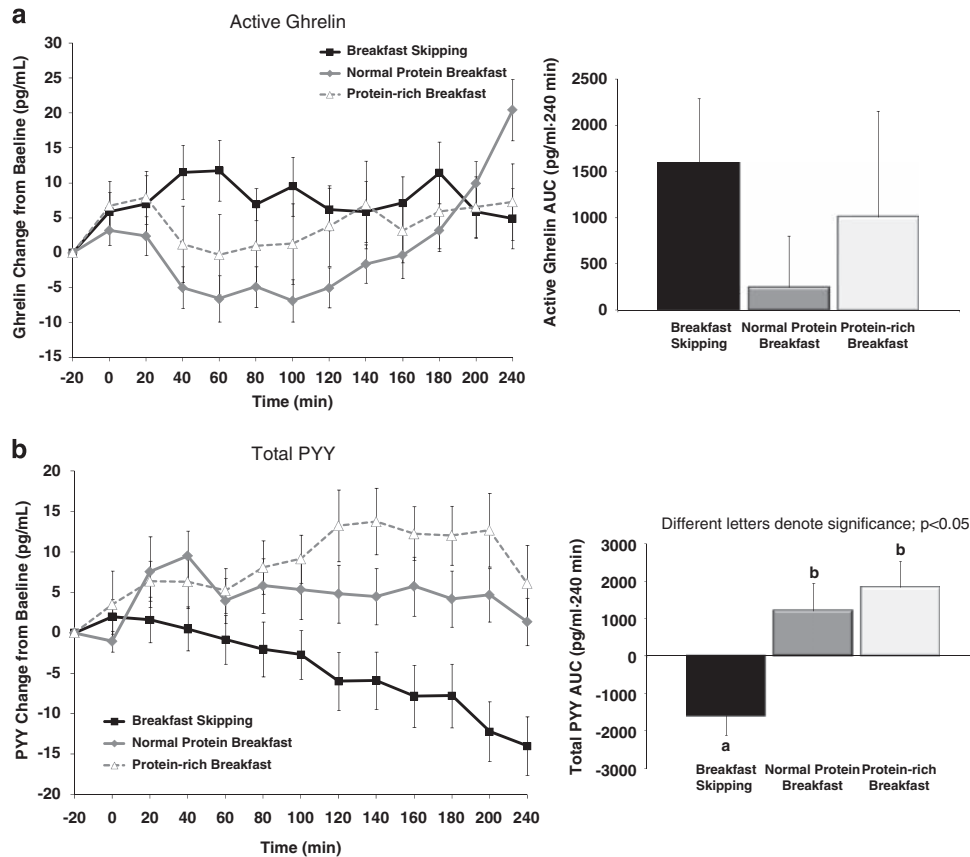 a
Active Ghrelin
Breakfast Skipping
Normal Protein Breakfast
Protein-rich Breakfast
Ghrelin Change from Baeline (pg/mL)
30
25
20
15
10
5
0
-5
-10
-15
-20 0 20 40 60 80 100 120 140 160 180 200 240
Time (min)
Active Ghrelin AUC (pg/ml·240 min)
2500
2000
1500
1000
500
0
Breakfast Skipping
Normal Protein Breakfast
Protein-rich Breakfast
b
Total PYY
PYY Change from Baeline (pg/mL)
20
15
10
5
0
-5
-10
-15
-20
Breakfast Skipping
Normal Protein Breakfast
Protein-rich Breakfast
-20 0 20 40 60 80 100 120 140 160 180 200 240
Time (min)
Different letters denote significance; p<0.05
Total PYY AUC (pg/ml·240 min)
3000
2000
1000
0
-1000
-2000
-3000
a
b
b
Breakfast Skipping
Normal Protein Breakfast
Protein-rich Breakfast